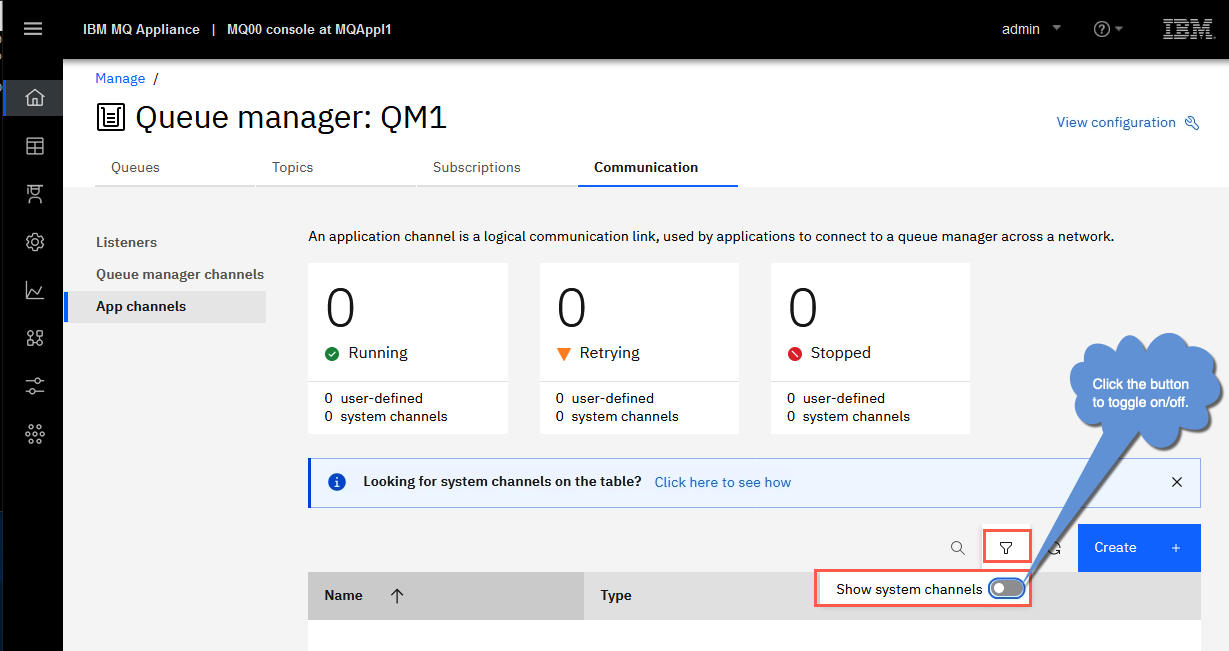 IBM MQ Appliance | MQ00 console at MQAppl1
admin
IBM.
Manage /
Queue manager: QM1
View configuration
Queues
Topics
Subscriptions
Communication
Listeners
Queue manager channels
App channels
An application channel is a logical communication link, used by applications to connect to a queue manager across a network.
0
Running
0 user-defined
0 system channels
0
Retrying
0 user-defined
0 system channels
0
Stopped
0 user-defined
0 system channels
Click the button
to toggle on/off.
Looking for system channels on the table? Click here to see how
Create +
Name
Type
Show system channels